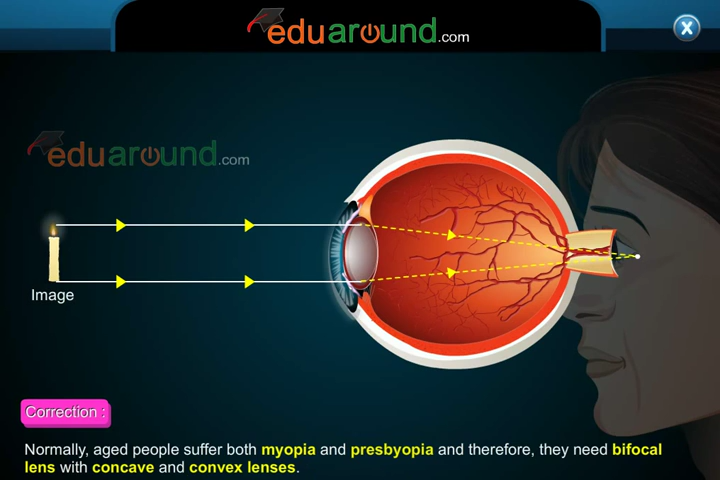 eduaround.com
X
eduaround.com
Image
Correction :
Normally, aged people suffer both myopia and presbyopia and therefore, they need bifocal
lens with concave and convex lenses.